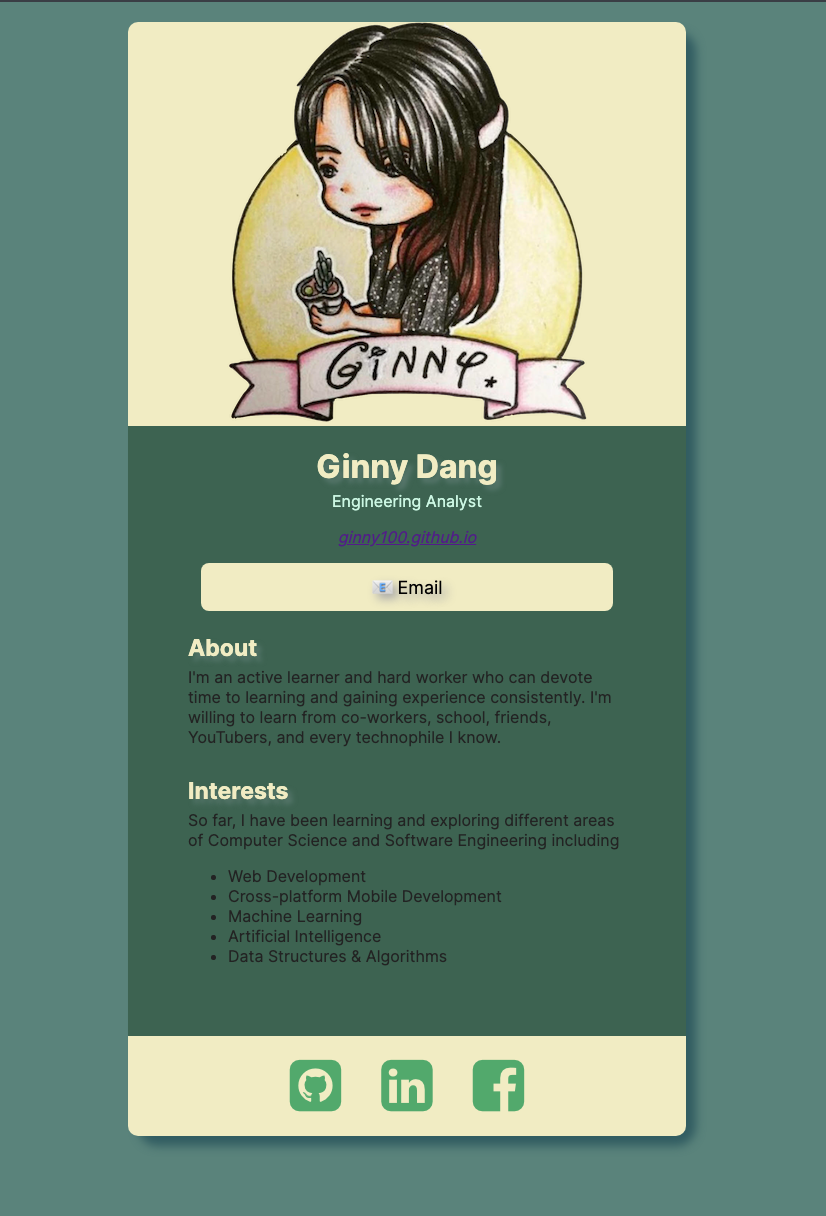 GiNNY.*
Ginny Dang
Engineering Analyst
ginny100.github.io
Email
About
I'm an active learner and hard worker who can devote
time to learning and gaining experience consistently. I'm
willing to learn from co-workers, school, friends,
YouTubers, and every technophile I know.
Interests
So far, I have been learning and exploring different areas
of Computer Science and Software Engineering including
• Web Development
• Cross-platform Mobile Development
• Machine Learning
• Artificial Intelligence
• Data Structures & Algorithms
in f